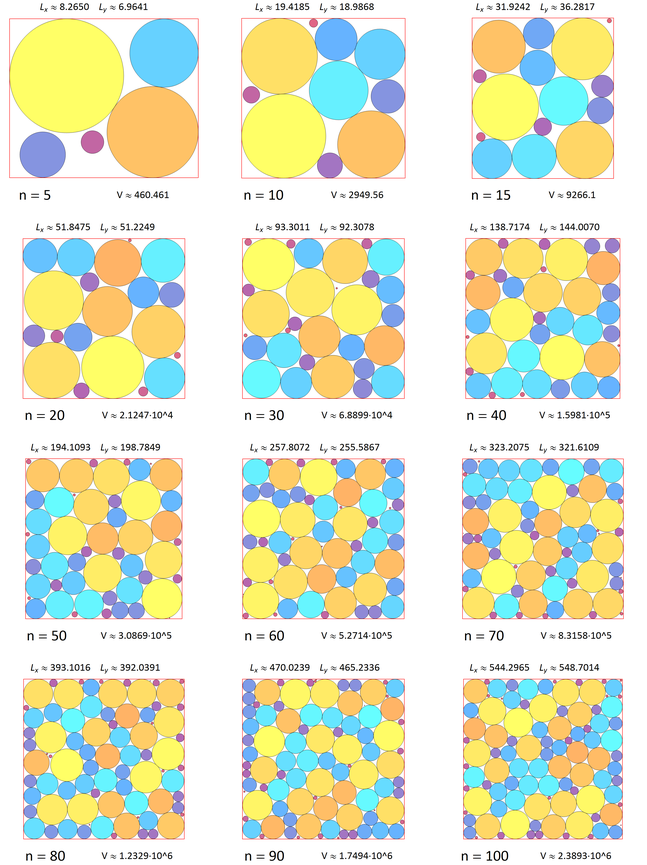 Lx ≈ 8.2650 Ly ≈ 6.9641
Lx ≈ 19.4185 Ly ≈ 18.9868
Lx ≈ 31.9242 Ly ≈ 36.2817
n = 5 V ≈ 460.461
n = 10 V ≈ 2949.56
n = 15 V ≈ 9266.1
Lx ≈ 51.8475 Ly ≈ 51.2249
Lx ≈ 93.3011 Ly ≈ 92.3078
Lx ≈ 138.7174 Ly ≈ 144.0070
n = 20 V ≈ 2.1247·10^4
n = 30 V ≈ 6.8899·10^4
n = 40 V ≈ 1.5981·10^5
Lx ≈ 194.1093 Ly ≈ 198.7849
Lx ≈ 257.8072 Ly ≈ 255.5867
Lx ≈ 323.2075 Ly ≈ 321.6109
n = 50 V ≈ 3.0869·10^5
n = 60 V ≈ 5.2714·10^5
n = 70 V ≈ 8.3158·10^5
Lx ≈ 393.1016 Ly ≈ 392.0391
Lx ≈ 470.0239 Ly ≈ 465.2336
Lx ≈ 544.2965 Ly ≈ 548.7014
n = 80 V ≈ 1.2329·10^6
n = 90 V ≈ 1.7494·10^6
n = 100 V ≈ 2.3893·10^6